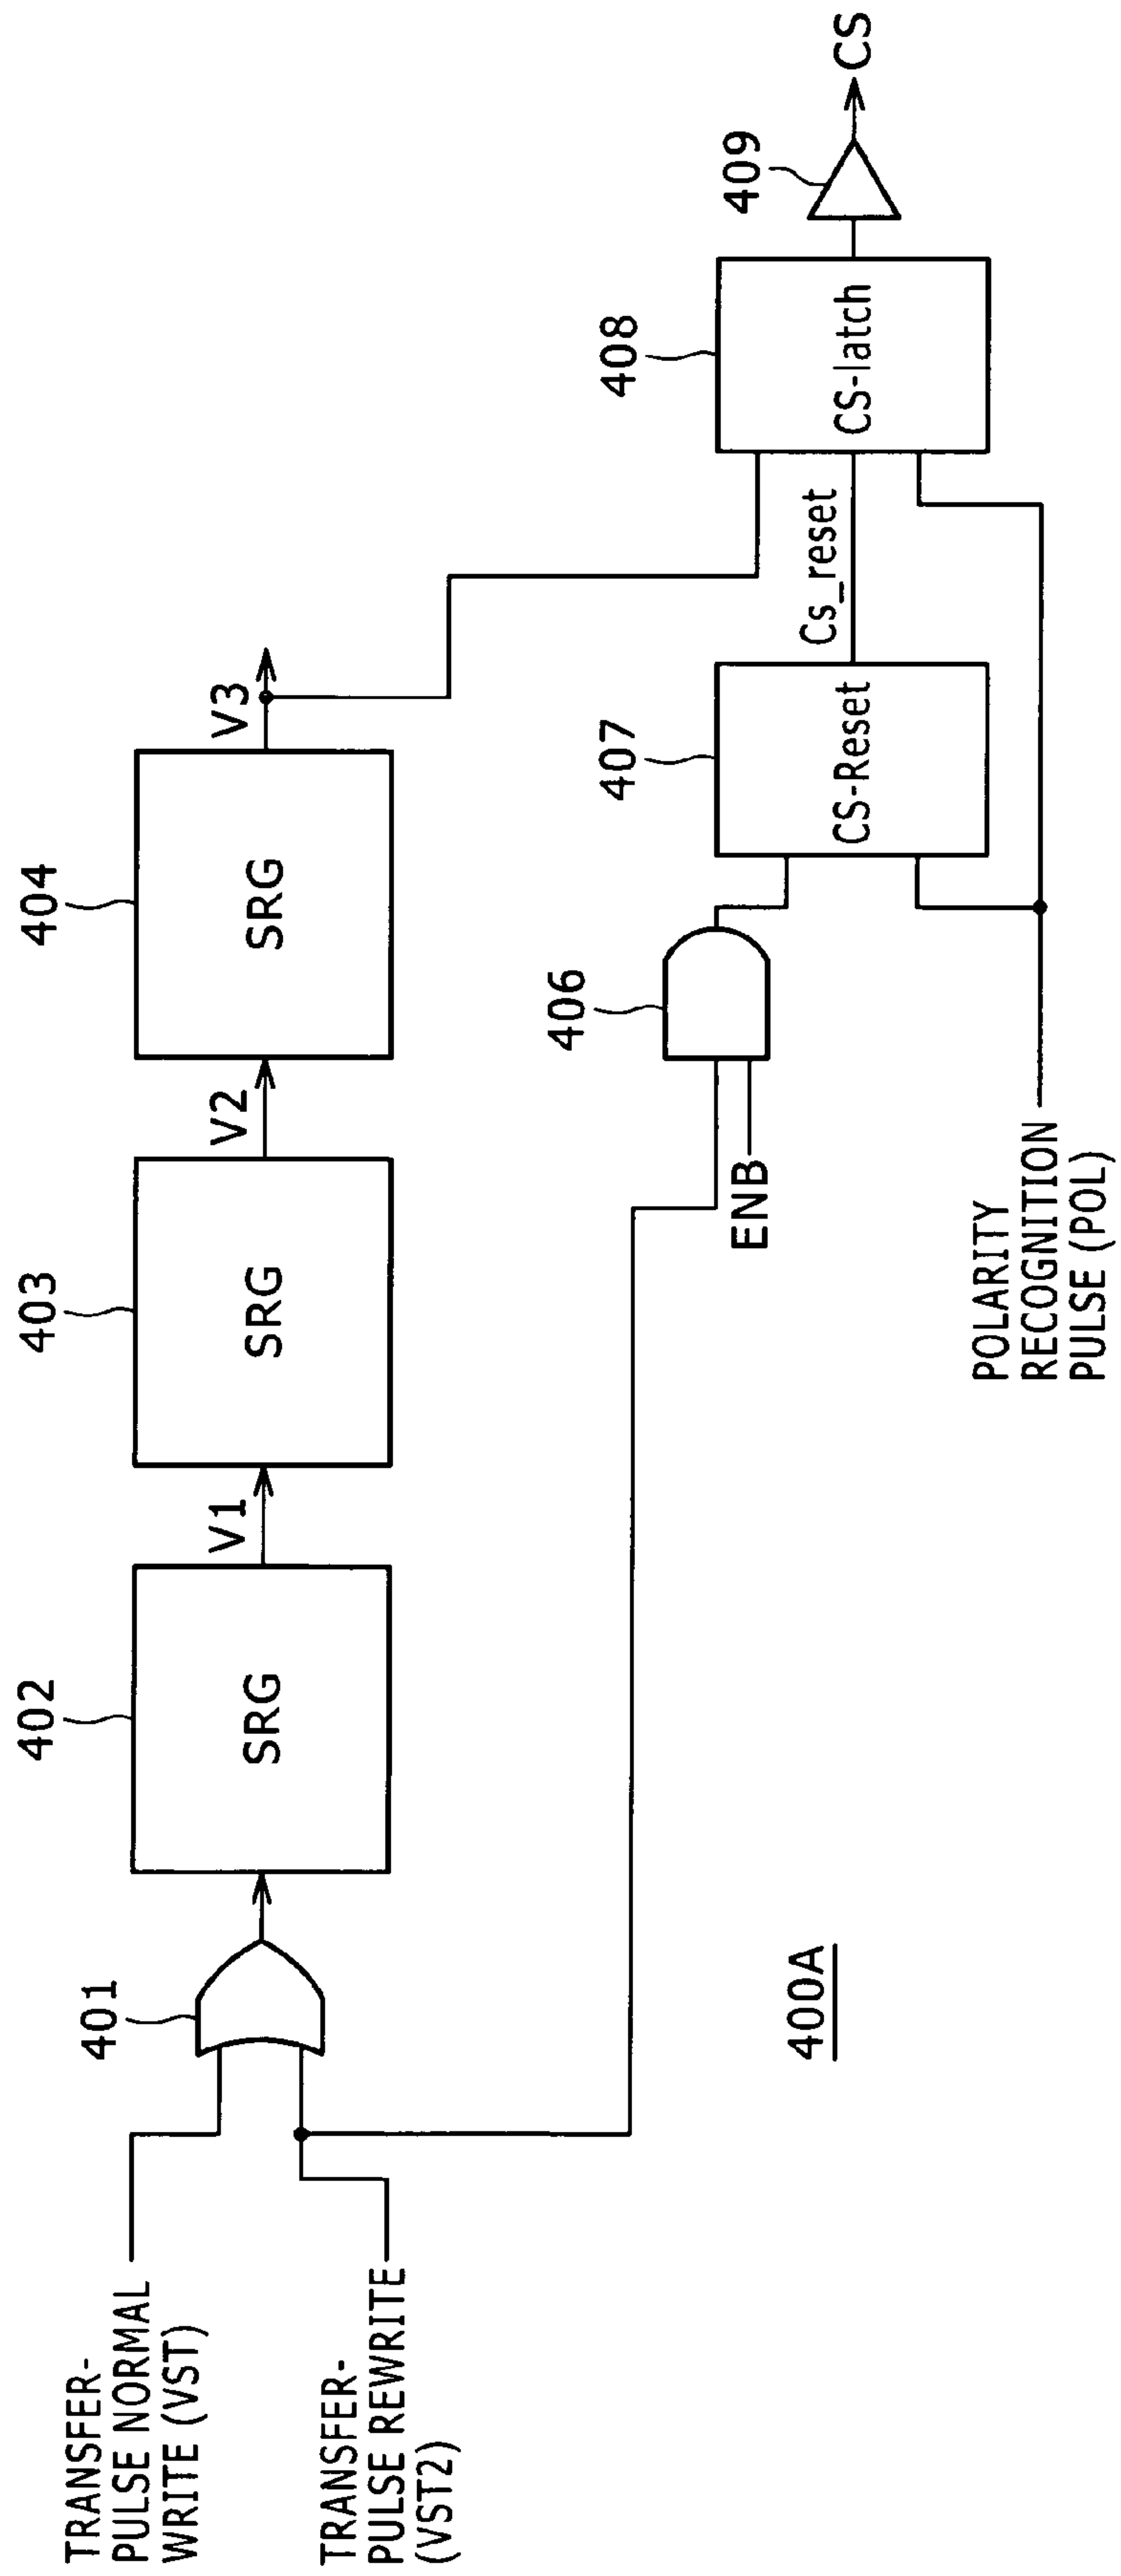 TRANSFER-
PULSE NORMAL
WRITE (VST)
TRANSFER-
PULSE REWRITE
(VST2)
401
402
SRG
V1
403
SRG
V2
404
SRG
V3
406
ENB
407
CS-Reset
Cs_reset
408
CS-latch
409
CS
POLARITY
RECOGNITION
PULSE (POL)
400A